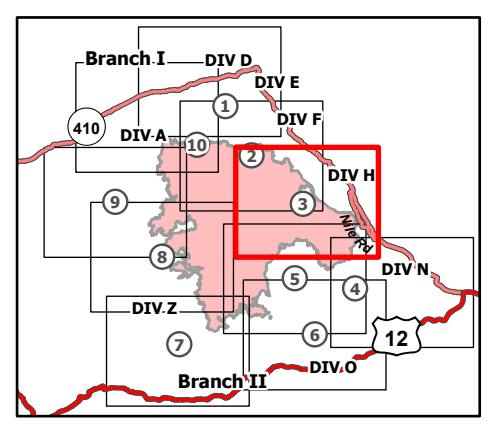 Branch I
DIV D
DIV E
1
DIV F
410
DIV A
10
2
DIV H
9
3
Nile Rd
8
DIV N
5
4
DIV Z
6
12
7
DIV O
Branch II